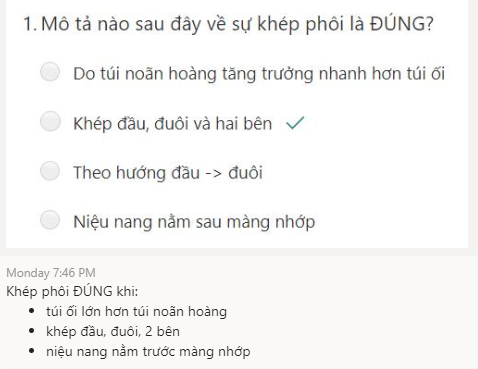 1. Mô tả nào sau đây về sự khép phôi là ĐÚNG?
Do túi noãn hoàng tăng trưởng nhanh hơn túi ối
Khép đầu, đuôi và hai bên
Theo hướng đầu -> đuôi
Niệu nang nằm sau màng nhớp
Monday 7:46 PM
Khép phôi ĐÚNG khi:
• túi ối lớn hơn túi noãn hoàng
• khép đầu, đuôi, 2 bên
• niệu nang nằm trước màng nhớp